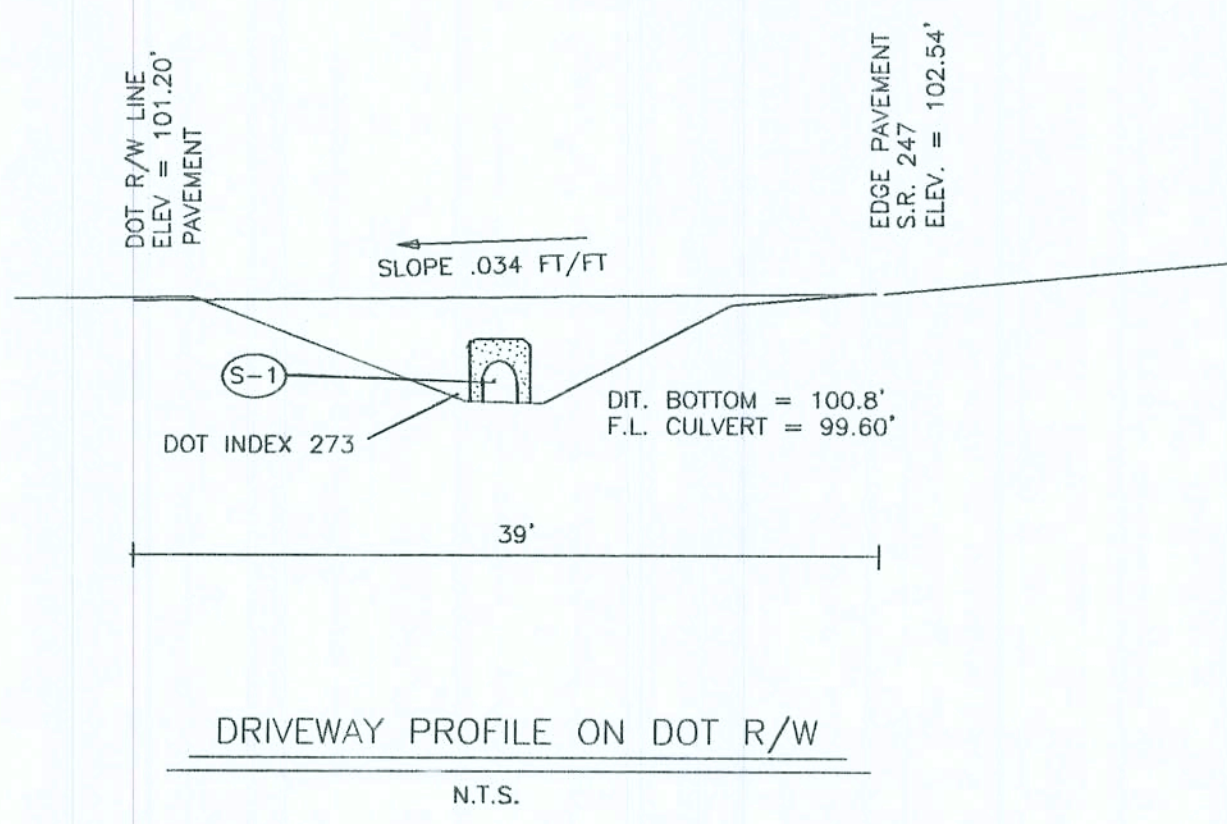 DOT R/W LINE
ELEV = 101.20'
PAVEMENT
EDGE PAVEMENT
S.R. 247
ELEV. = 102.54'
SLOPE .034 FT/FT
S-1
DIT. BOTTOM = 100.8'
F.L. CULVERT = 99.60'
DOT INDEX 273
39'
DRIVEWAY PROFILE ON DOT R/W
N.T.S.